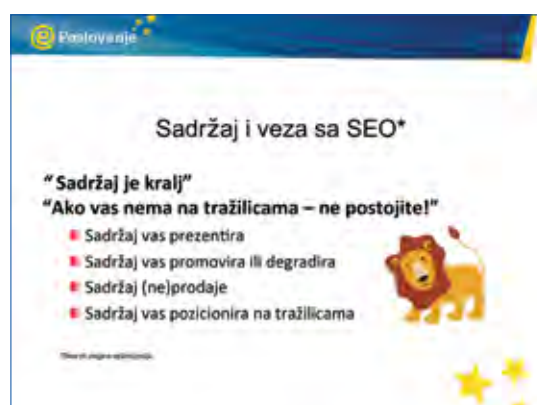 e Poslovanje
Sadržaj i veza sa SEO*
“Sadržaj je kralj”
“Ako vas nema na tražilicama – ne postojite!”
Sadržaj vas prezentira
Sadržaj vas promovira ili degradira
Sadržaj (ne)prodaje
Sadržaj vas pozicionira na tražilicama